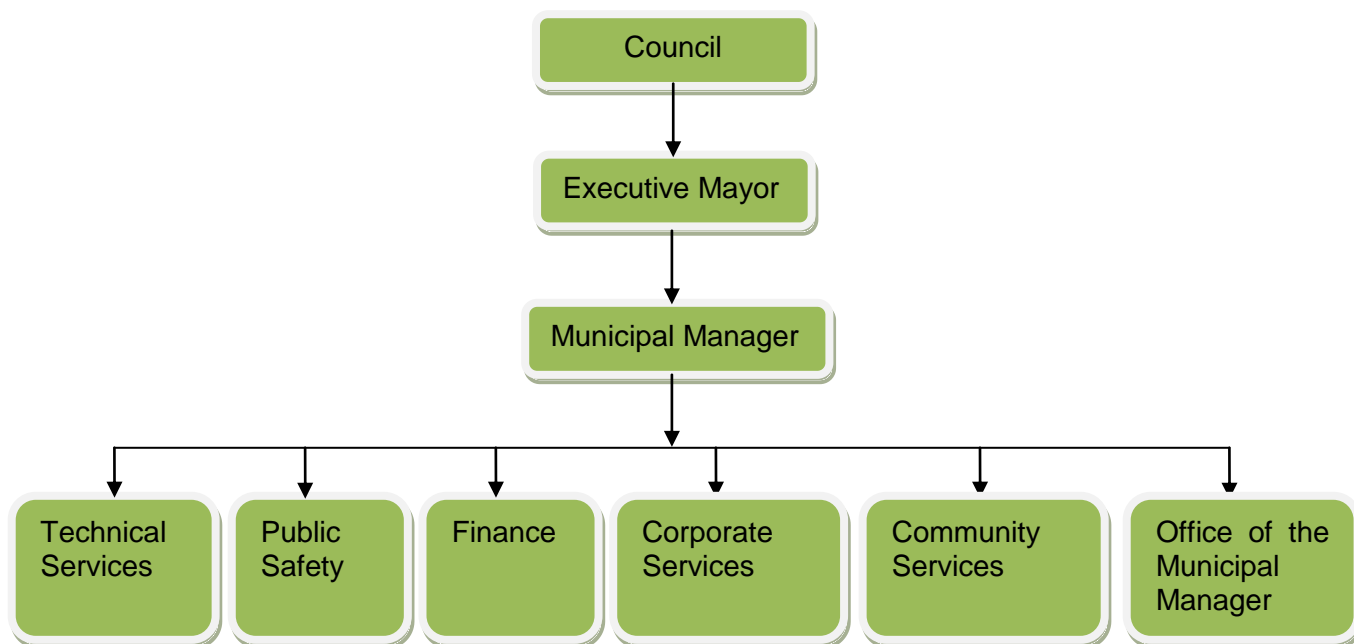 Council
Executive Mayor
Municipal Manager
Technical
Services
Public
Safety
Finance
Corporate
Services
Community
Services
Office of the
Municipal
Manager